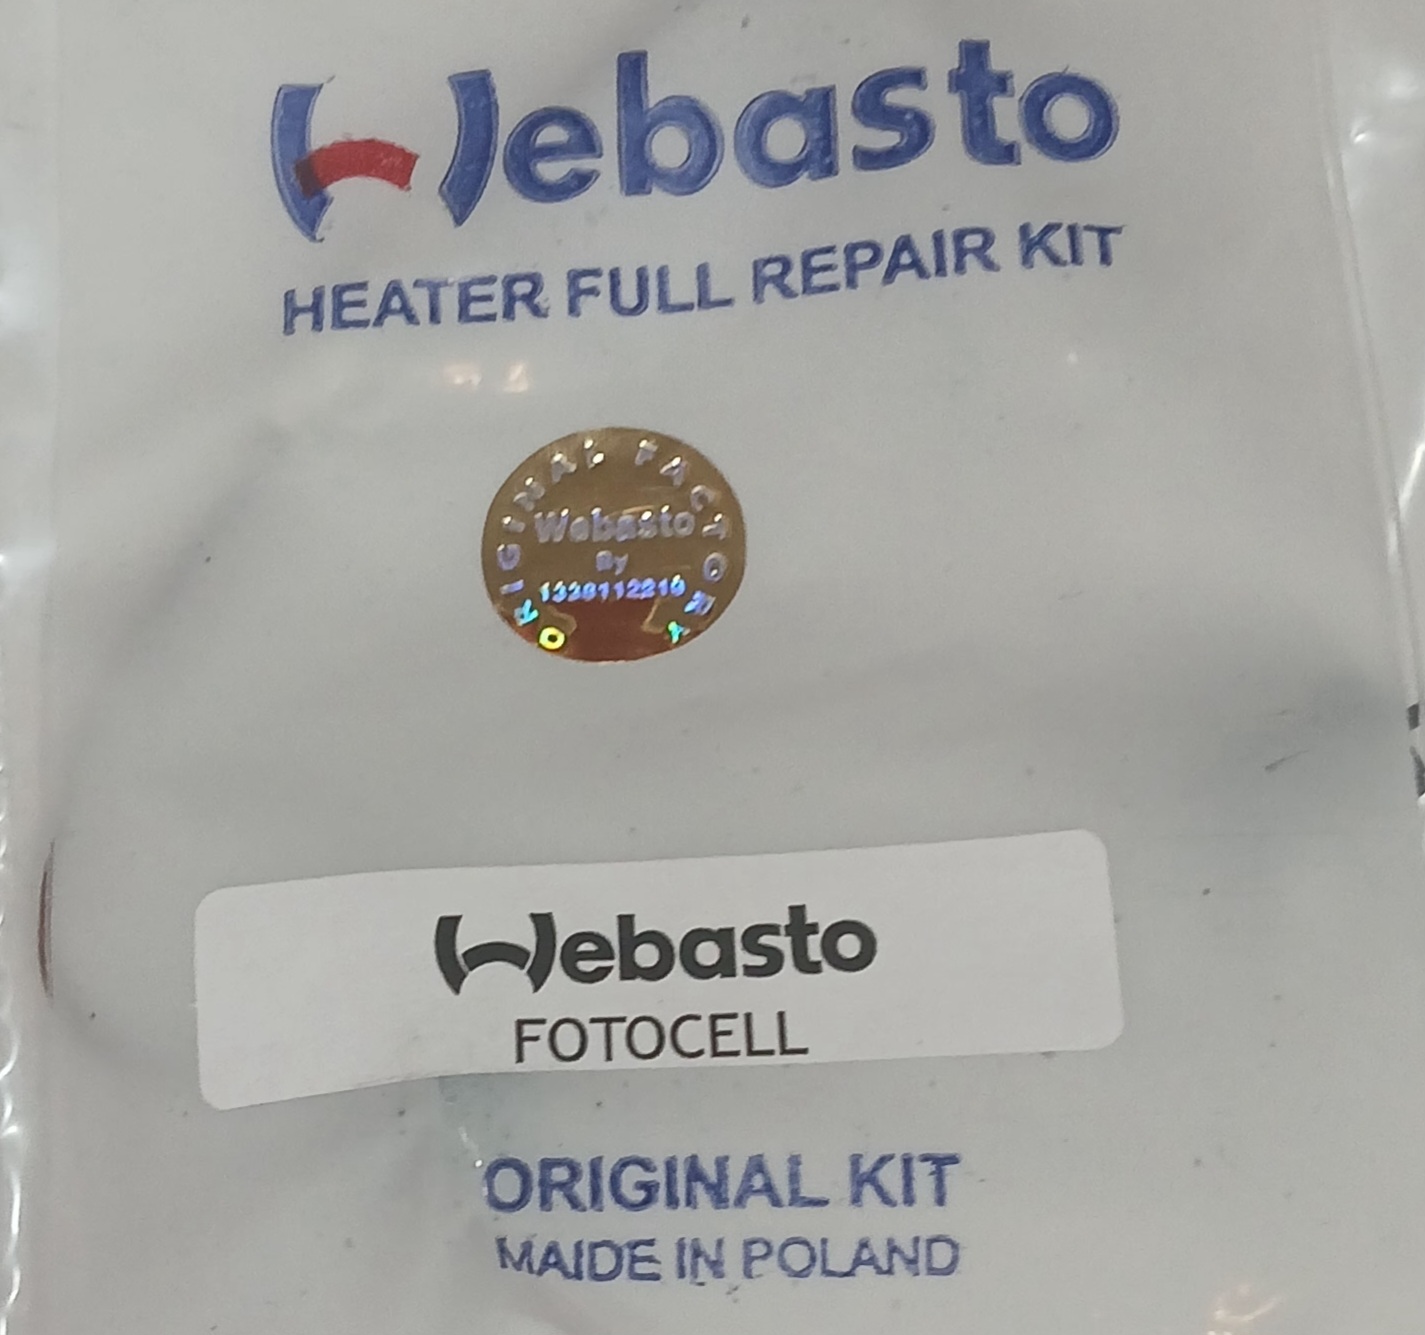 Webasto
HEATER FULL REPAIR KIT
ORIGINAL FACTORY
Webasto
By
Webasto
FOTOCELL
ORIGINAL KIT
MAIDE IN POLAND